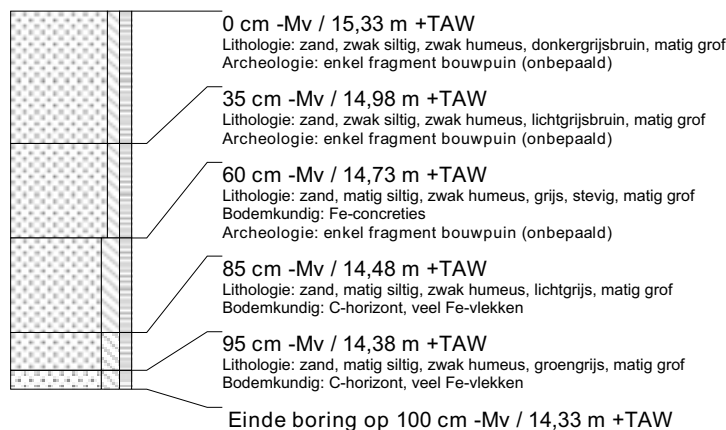 0 cm -Mv / 15,33 m +TAW
Lithologie: zand, zwak siltig, zwak humeus, donkergrijsbruin, matig grof
Archeologie: enkel fragment bouwpuin (onbepaald)
35 cm -Mv / 14,98 m +TAW
Lithologie: zand, zwak siltig, zwak humeus, lichtgrijsbruin, matig grof
Archeologie: enkel fragment bouwpuin (onbepaald)
60 cm -Mv / 14,73 m +TAW
Lithologie: zand, matig siltig, zwak humeus, grijs, stevig, matig grof
Bodemkundig: Fe-concreties
Archeologie: enkel fragment bouwpuin (onbepaald)
85 cm -Mv / 14,48 m +TAW
Lithologie: zand, matig siltig, zwak humeus, lichtgrijs, matig grof
Bodemkundig: C-horizont, veel Fe-vlekken
95 cm -Mv / 14,38 m +TAW
Lithologie: zand, matig siltig, zwak humeus, groengrijs, matig grof
Bodemkundig: C-horizont, veel Fe-vlekken
Einde boring op 100 cm -Mv / 14,33 m +TAW